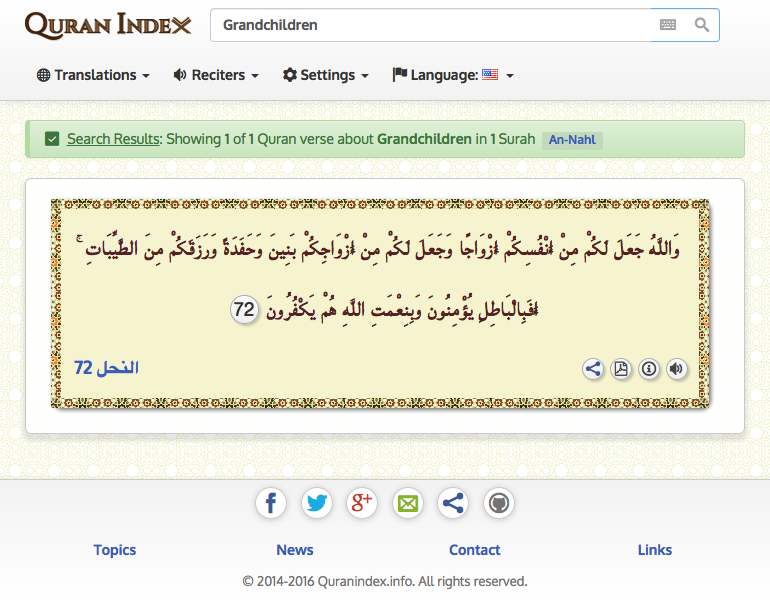 QURAN INDEX
Grandchildren
Translations
Reciters
Settings
Language:
Search Results: Showing 1 of 1 Quran verse about Grandchildren in 1 Surah An-Nahl
وَاللَّهُ جَعَلَ لَكُمْ مِنْ أَنْفُسِكُمْ أَزْوَاجًا وَجَعَلَ لَكُمْ مِنْ أَزْوَاجِكُمْ بَنِينَ وَحَفَدَةً وَرَزَقَكُمْ مِنَ الطَّيِّبَاتِ ۚ
أَفَبِالْبَاطِلِ يُؤْمِنُونَ وَبِنِعْمَتِ اللَّهِ هُمْ يَكْفُرُونَ 72
النحل 72
Topics
News
Contact
Links
© 2014-2016 Quranindex.info. All rights reserved.